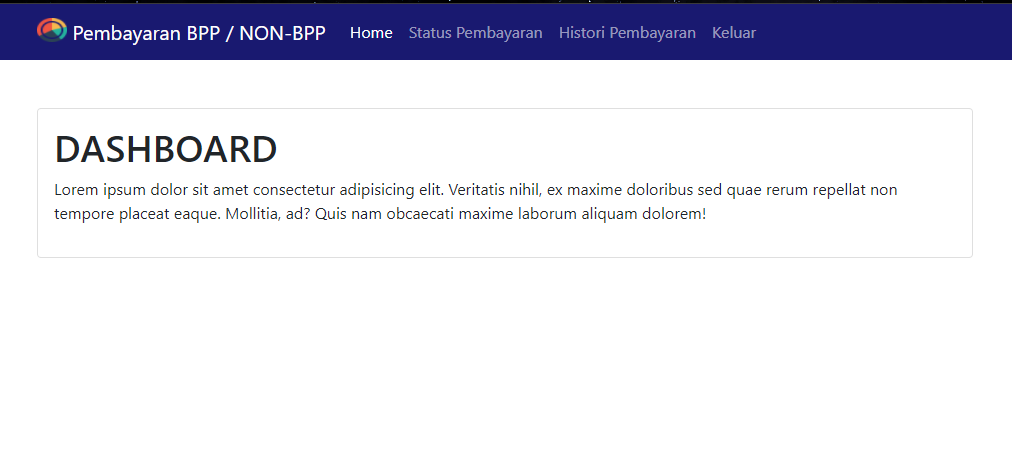 Pembayaran BPP / NON-BPP Home Status Pembayaran Histori Pembayaran Keluar
DASHBOARD
Lorem ipsum dolor sit amet consectetur adipisicing elit. Veritatis nihil, ex maxime doloribus sed quae rerum repellat non
tempore placeat eaque. Mollitia, ad? Quis nam obcaecati maxime laborum aliquam dolorem!